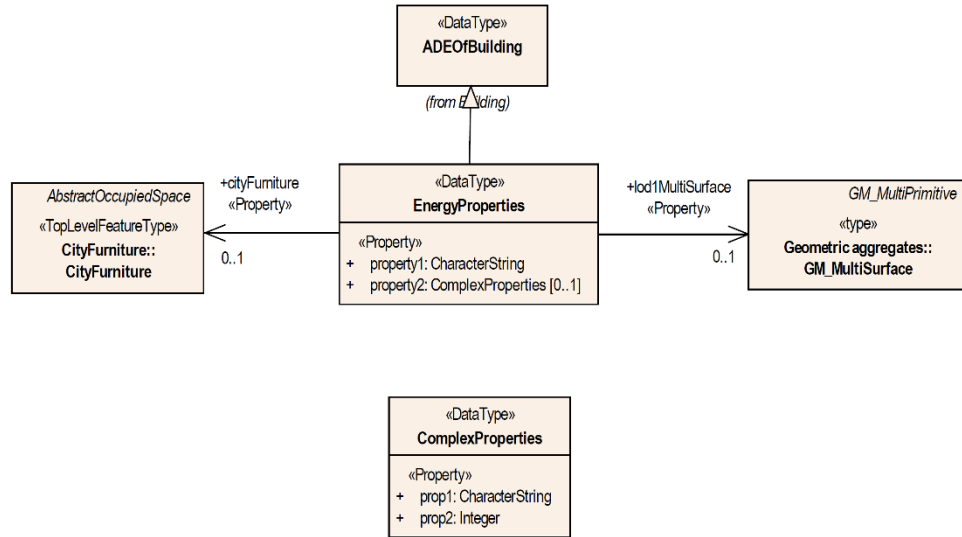 «DataType»
ADEOfBuilding
(from Building)
AbstractOccupiedSpace
«TopLevelFeatureType»
CityFurniture::
CityFurniture
+cityFurniture
«Property»
0..1
«DataType»
EnergyProperties
«Property»
+ property1: CharacterString
+ property2: ComplexProperties [0..1]
+lod1MultiSurface
«Property»
0..1
GM_MultiPrimitive
«type»
Geometric aggregates::
GM_MultiSurface
«DataType»
ComplexProperties
«Property»
+ prop1: CharacterString
+ prop2: Integer